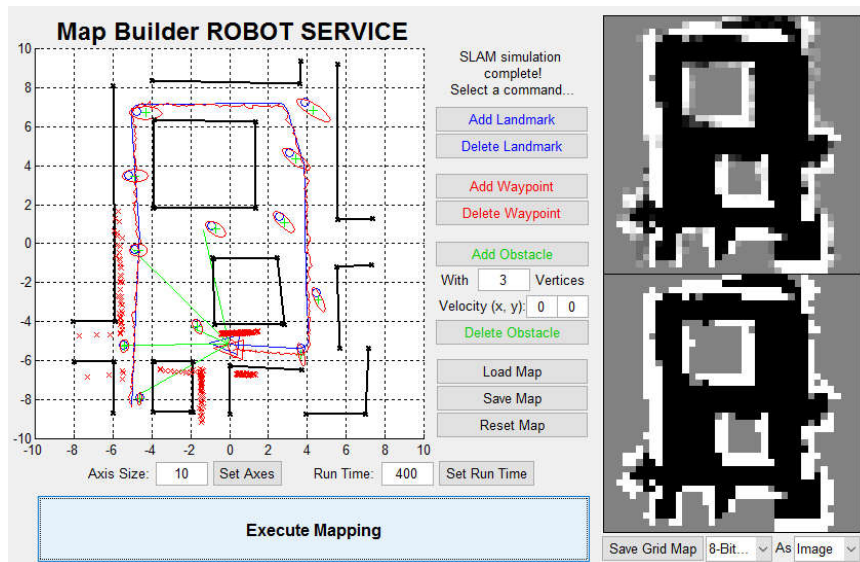 Map Builder ROBOT SERVICE
10
8
6
4
2
0
-2
-4
-6
-8
-10
-10 -8 -6 -4 -2 0 2 4 6 8 10
Axis Size: 10 Set Axes Run Time: 400 Set Run Time
Execute Mapping
SLAM simulation
complete!
Select a command...
Add Landmark
Delete Landmark
Add Waypoint
Delete Waypoint
Add Obstacle
With 3 Vertices
Velocity (x, y): 0 0
Delete Obstacle
Load Map
Save Map
Reset Map
Save Grid Map 8-Bit... As Image